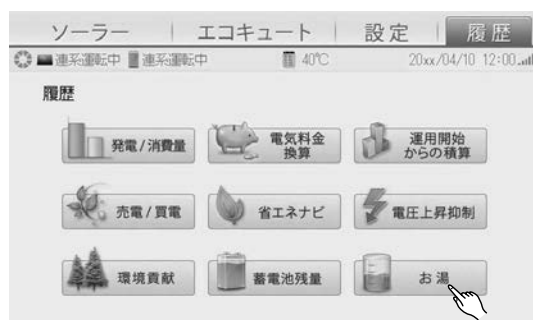 ソーラー エコキュート 設定 履歴
連系運転中 連系運転中 40℃ 20xx/04/10 12:00
履歴
発電/消費量 電気料金換算 運用開始からの積算
売電/買電 省エネナビ 電圧上昇抑制
環境貢献 蓄電池残量 お湯